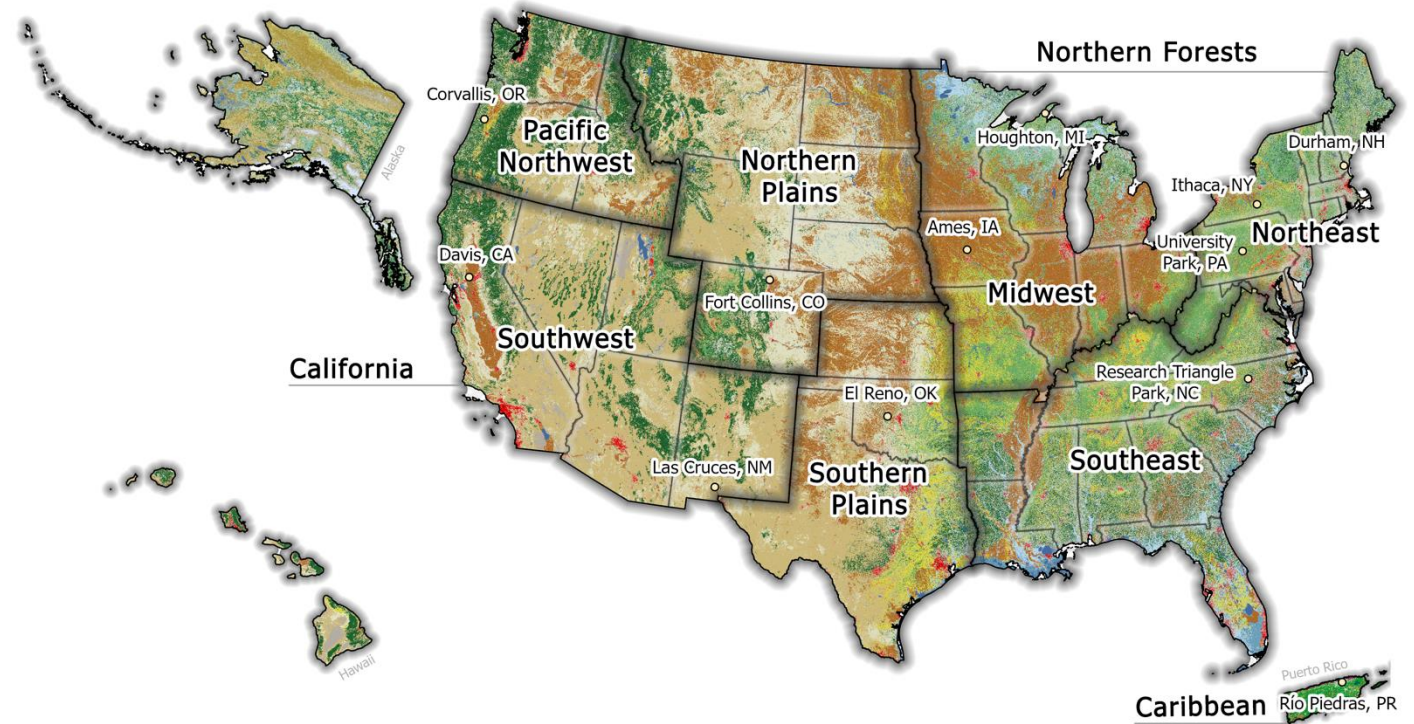 Northern Forests
Corvallis, OR
Pacific
Northwest
Alaska
Northern
Plains
Houghton, MI
Durham, NH
Ithaca, NY
Northeast
University
Park, PA
Ames, IA
Davis, CA
Fort Collins, CO
Midwest
Southwest
California
Research Triangle
Park, NC
El Reno, OK
Southeast
Las Cruces, NM
Southern
Plains
Hawaii
Puerto Rico
Caribbean
Río Piedras, PR